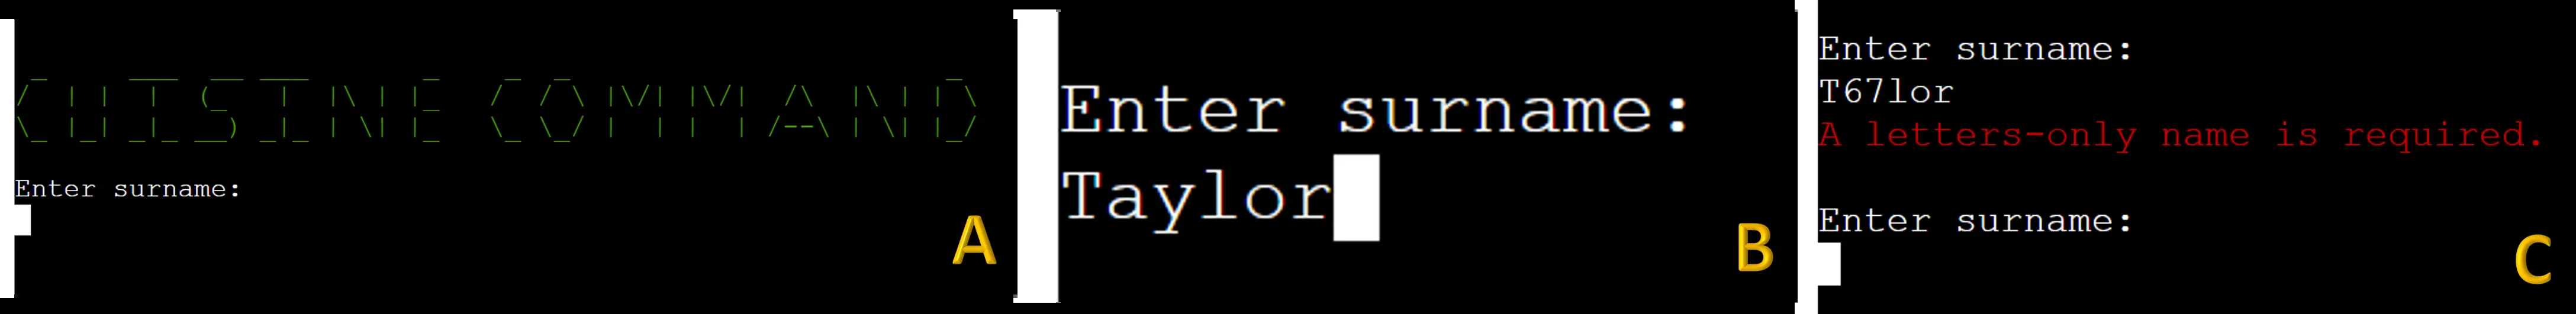 CUISINE COMMAND
Enter surname:
A
Enter surname:
Taylor
B
Enter surname:
T67lor
A letters-only name is required.
Enter surname:
C